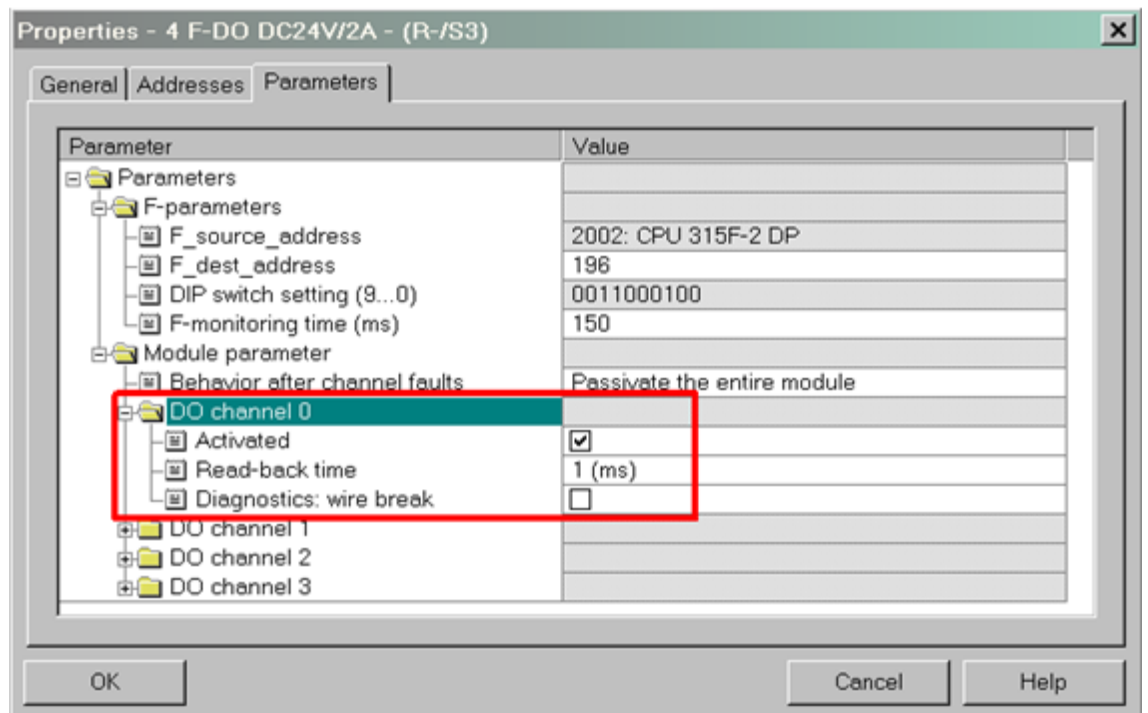 Properties - 4 F-DO DC24V/2A - (R-/S3)
General Addresses Parameters
Parameter Value
Parameters
F-parameters
F_source_address 2002: CPU 315F-2 DP
F_dest_address 196
DIP switch setting (9...0) 0011000100
F-monitoring time (ms) 150
Module parameter
Behavior after channel faults Passivate the entire module
DO channel 0
Activated
Read-back time 1 (ms)
Diagnostics: wire break
DO channel 1
DO channel 2
DO channel 3
OK Cancel Help